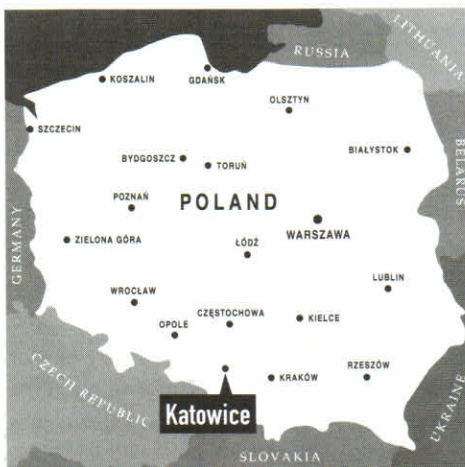 LITHUANIA
RUSSIA
KOSZALIN
GDAŃSK
OLSZTYN
SZCZECIN
BIAŁYSTOK
BELARUS
BYDGOSZCZ
TORUŃ
POZNAŃ
POLAND
WARSZAWA
GERMANY
ZIELONA GÓRA
ŁÓDŹ
LUBLIN
WROCŁAW
CZĘSTOCHOWA
KIELCE
OPOLE
CZECH REPUBLIC
KRAKÓW
RZESZÓW
UKRAINE
Katowice
SLOVAKIA